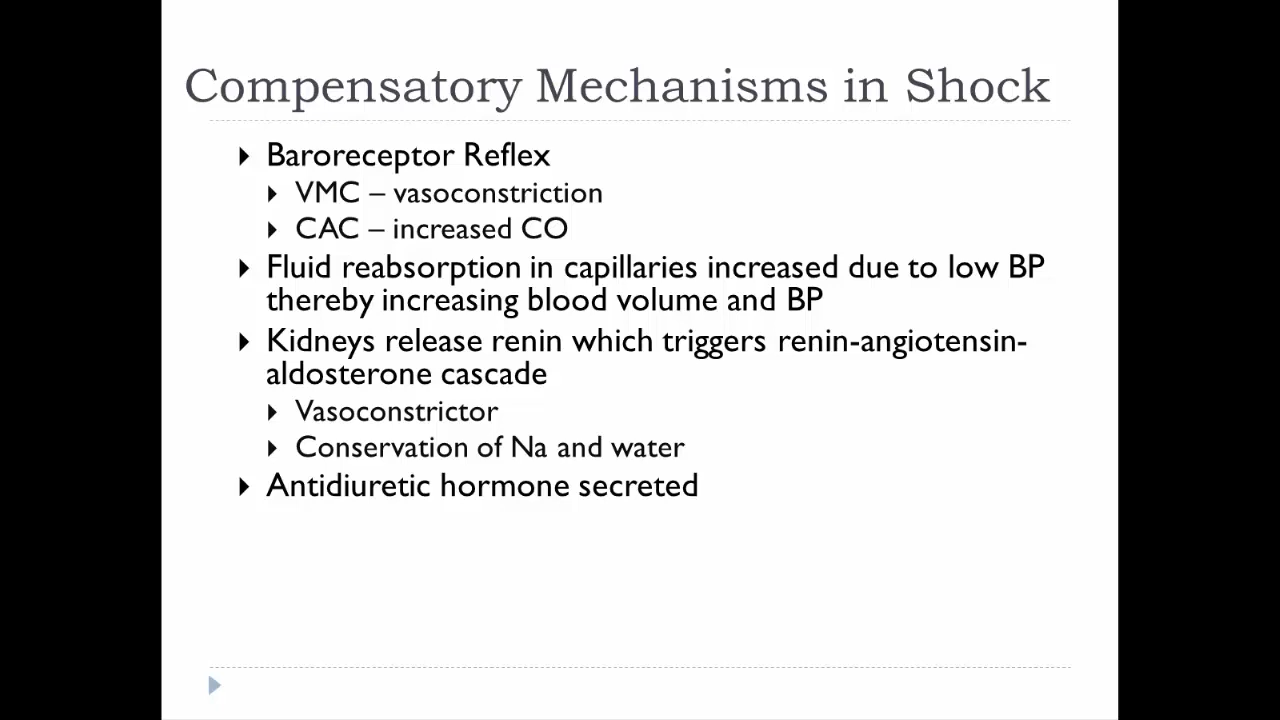 Compensatory Mechanisms in Shock
Baroreceptor Reflex
VMC – vasoconstriction
CAC – increased CO
Fluid reabsorption in capillaries increased due to low BP
thereby increasing blood volume and BP
Kidneys release renin which triggers renin-angiotensin-
aldosterone cascade
Vasoconstrictor
Conservation of Na and water
Antidiuretic hormone secreted